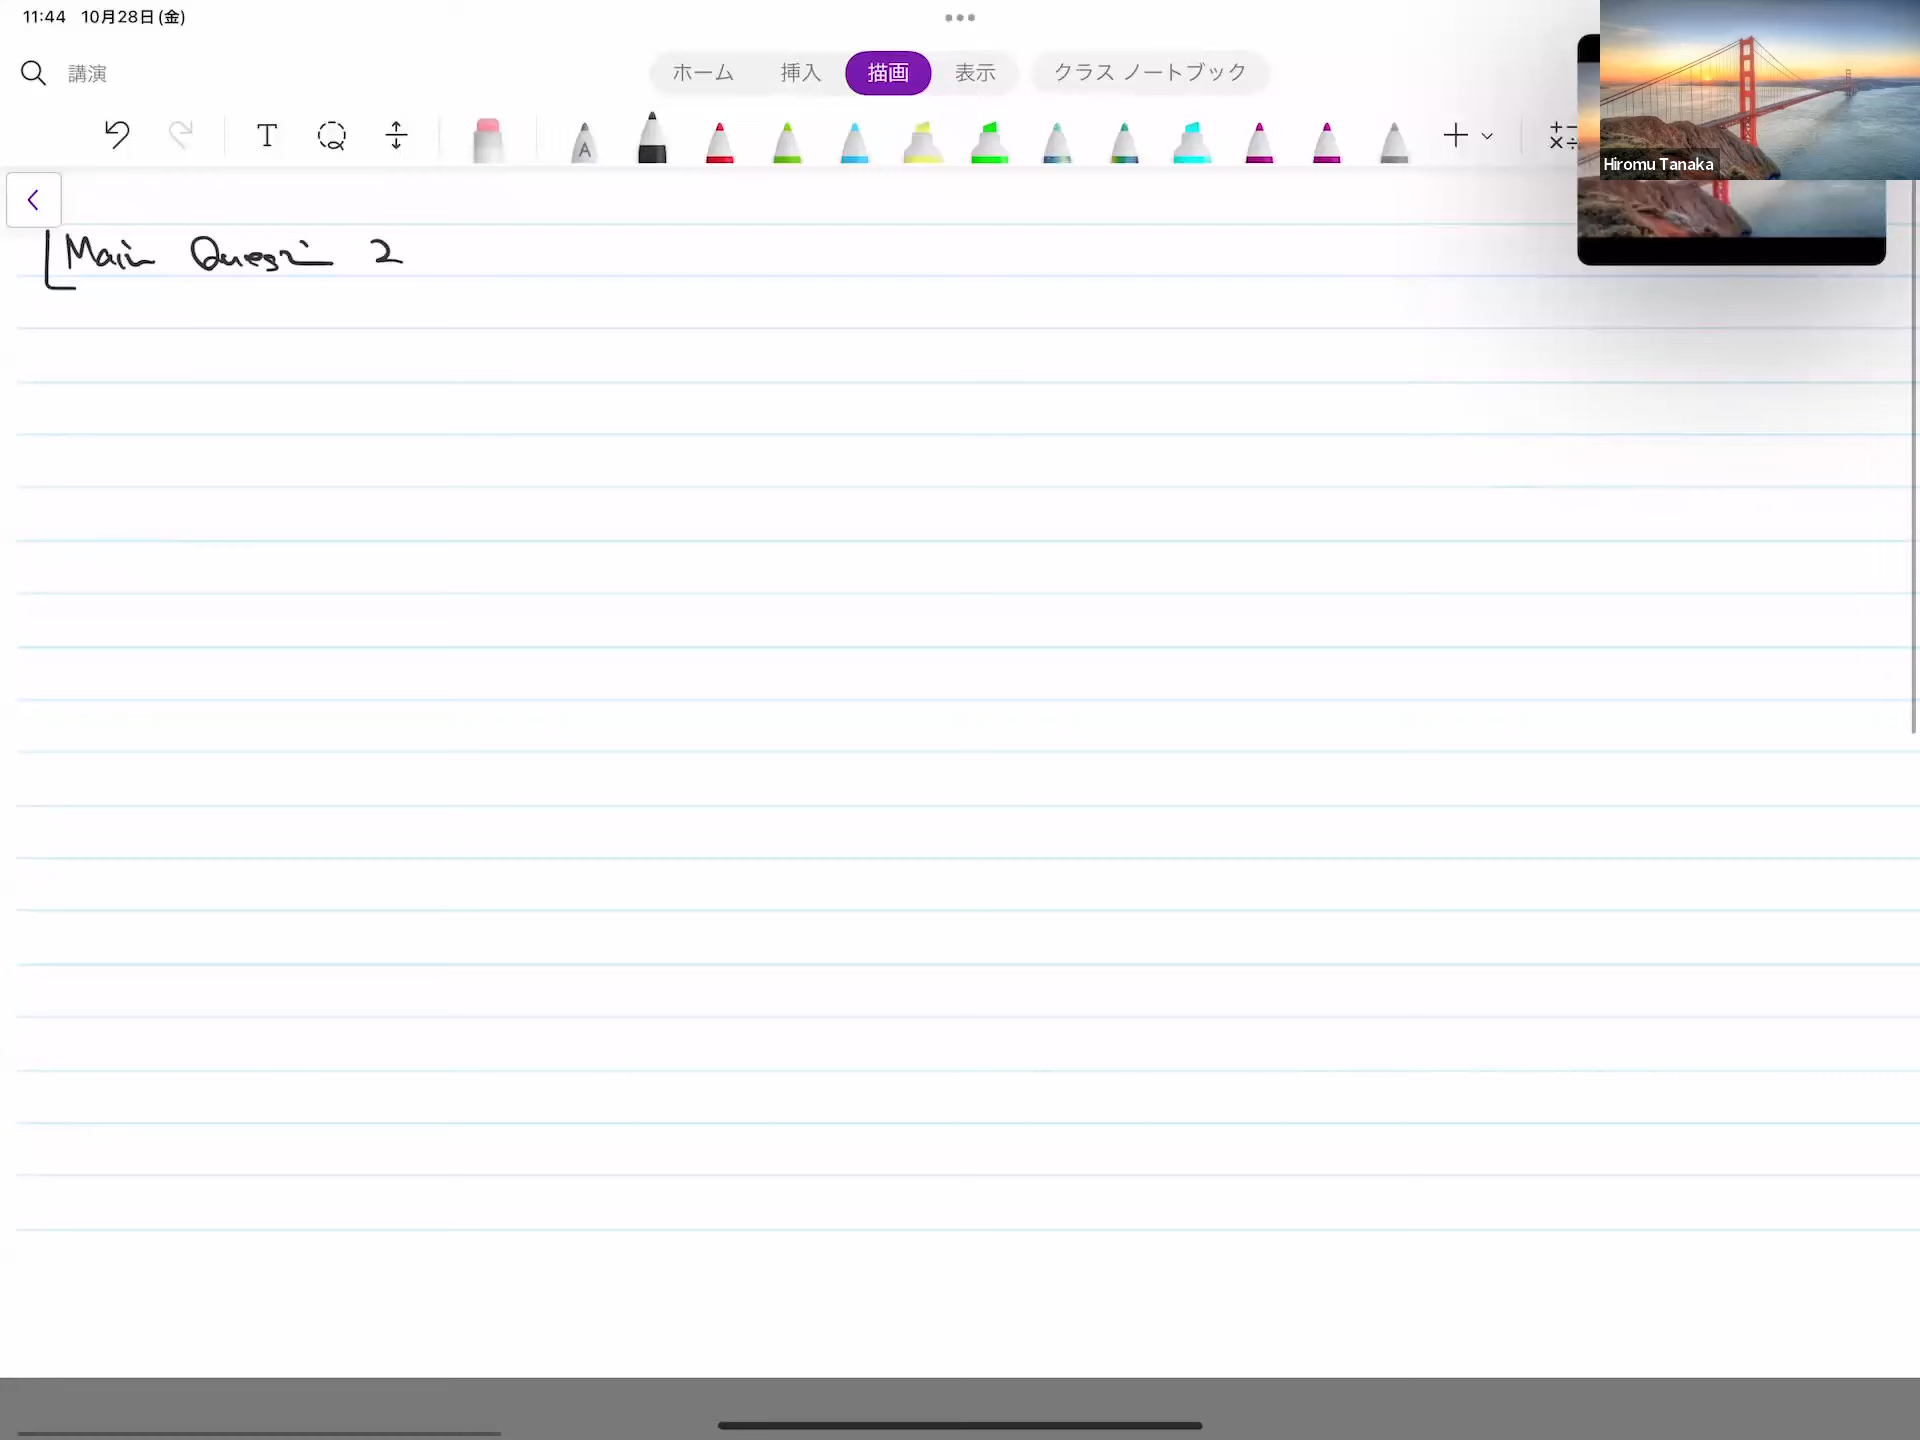 11:44 10月28日(金)
講演
ホーム 挿入 描画 表示 クラス ノートブック
T
A
Hiromu Tanaka
Main Questin 2